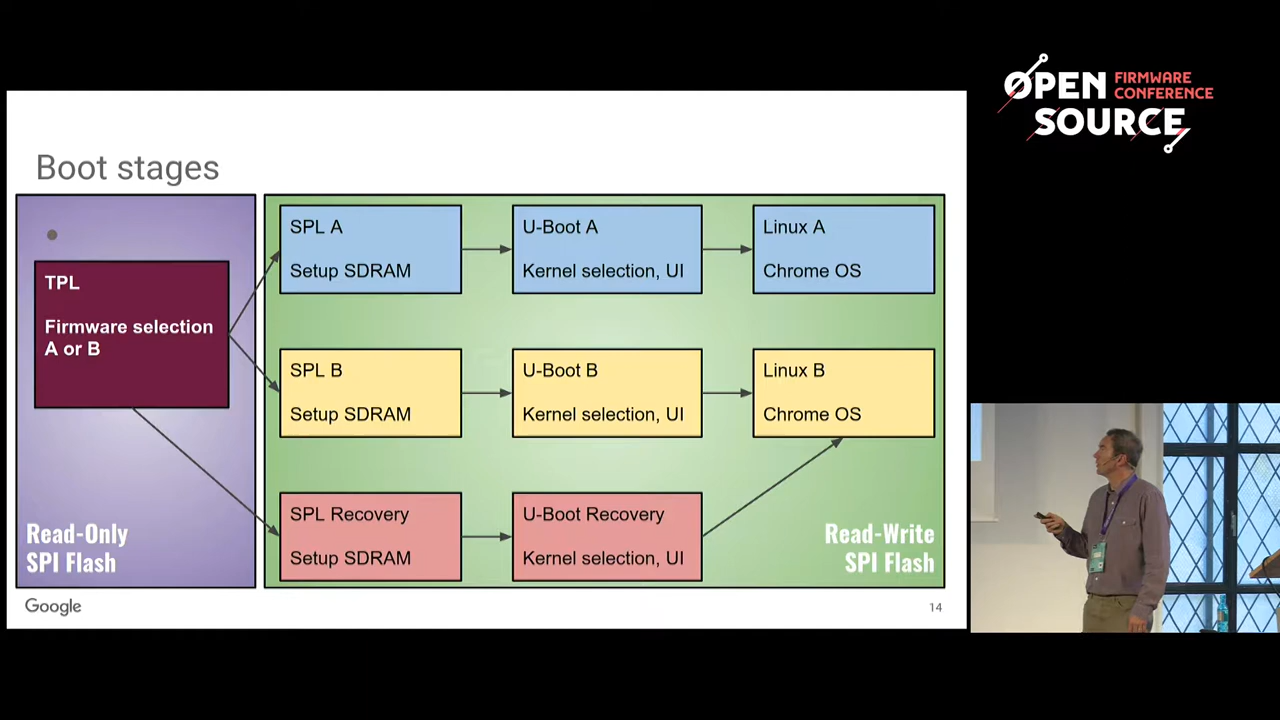 OPEN FIRMWARE
CONFERENCE
SOURCE
Boot stages
TPL
Firmware selection
A or B
Read-Only
SPI Flash
SPL A
Setup SDRAM
U-Boot A
Kernel selection, UI
Linux A
Chrome OS
SPL B
Setup SDRAM
U-Boot B
Kernel selection, UI
Linux B
Chrome OS
SPL Recovery
Setup SDRAM
U-Boot Recovery
Kernel selection, UI
Read-Write
SPI Flash
Google
14